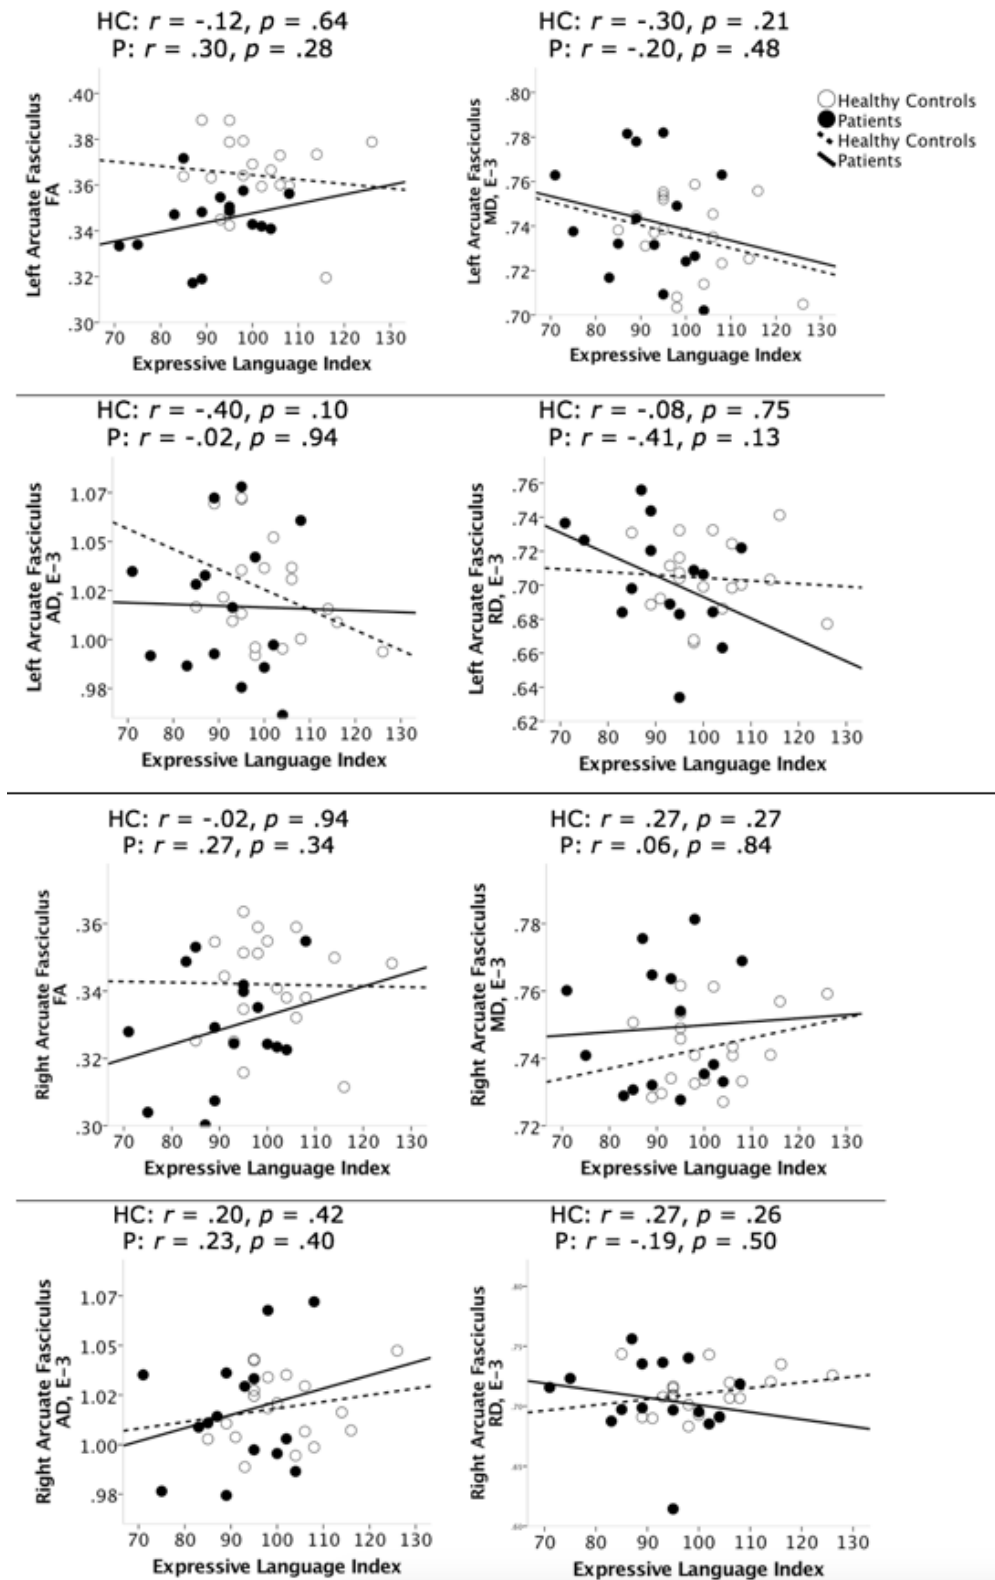 HC: r = -.12, p = .64
P: r = .30, p = .28
Left Arcuate Fasciculus
FA
.40
.38
.36
.34
.32
.30
70 80 90 100 110 120 130
Expressive Language Index
HC: r = -.30, p = .21
P: r = -.20, p = .48
Left Arcuate Fasciculus
MD, E-3
.80
.78
.76
.74
.72
.70
70 80 90 100 110 120 130
Expressive Language Index
Healthy Controls
Patients
Healthy Controls
Patients
HC: r = -.40, p = .10
P: r = -.02, p = .94
Left Arcuate Fasciculus
AD, E-3
1.07
1.05
1.02
1.00
.98
70 80 90 100 110 120 130
Expressive Language Index
HC: r = -.08, p = .75
P: r = -.41, p = .13
Left Arcuate Fasciculus
RD, E-3
.76
.74
.72
.70
.68
.66
.64
.62
70 80 90 100 110 120 130
Expressive Language Index
HC: r = -.02, p = .94
P: r = .27, p = .34
Right Arcuate Fasciculus
FA
.36
.34
.32
.30
70 80 90 100 110 120 130
Expressive Language Index
HC: r = .27, p = .27
P: r = .06, p = .84
Right Arcuate Fasciculus
MD, E-3
.78
.76
.74
.72
70 80 90 100 110 120 130
Expressive Language Index
HC: r = .20, p = .42
P: r = .23, p = .40
Right Arcuate Fasciculus
AD, E-3
1.07
1.05
1.02
1.00
.98
70 80 90 100 110 120 130
Expressive Language Index
HC: r = .27, p = .26
P: r = -.19, p = .50
Right Arcuate Fasciculus
RD, E-3
.80
.75
.70
.65
.60
70 80 90 100 110 120 130
Expressive Language Index